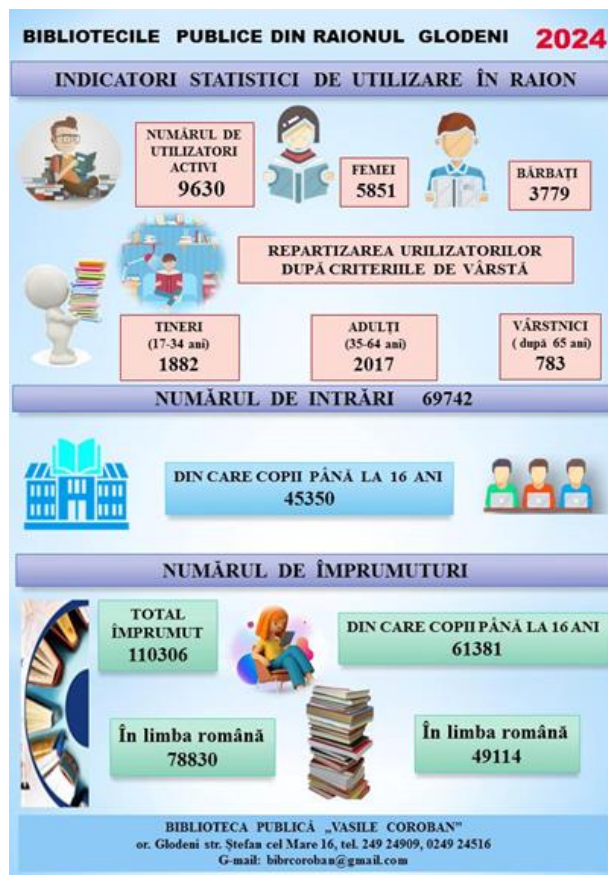 BIBLIOTECILE PUBLICE DIN RAIONUL GLODENI 2024
INDICATORI STATISTICI DE UTILIZARE ÎN RAION
NUMĂRUL DE
UTILIZATORI
ACTIVI
9630
FEMEI
5851
BĂRBAȚI
3779
REPARTIZAREA URILIZATORILOR
DUPĂ CRITERIILE DE VÂRSTĂ
TINERI
(17-34 ani)
1882
ADULȚI
(35-64 ani)
2017
VÂRSTNICI
( după 65 ani)
783
NUMĂRUL DE INTRĂRI 69742
DIN CARE COPII PÂNĂ LA 16 ANI
45350
NUMĂRUL DE ÎMPRUMUTURI
TOTAL
ÎMPRUMUT
110306
DIN CARE COPII PÂNĂ LA 16 ANI
61381
În limba română
78830
În limba română
49114
BIBLIOTECA PUBLICĂ „VASILE COROBAN”
or. Glodeni str. Ștefan cel Mare 16, tel. 249 24909, 0249 24516
G-mail: bibrcoroban@gmail.com